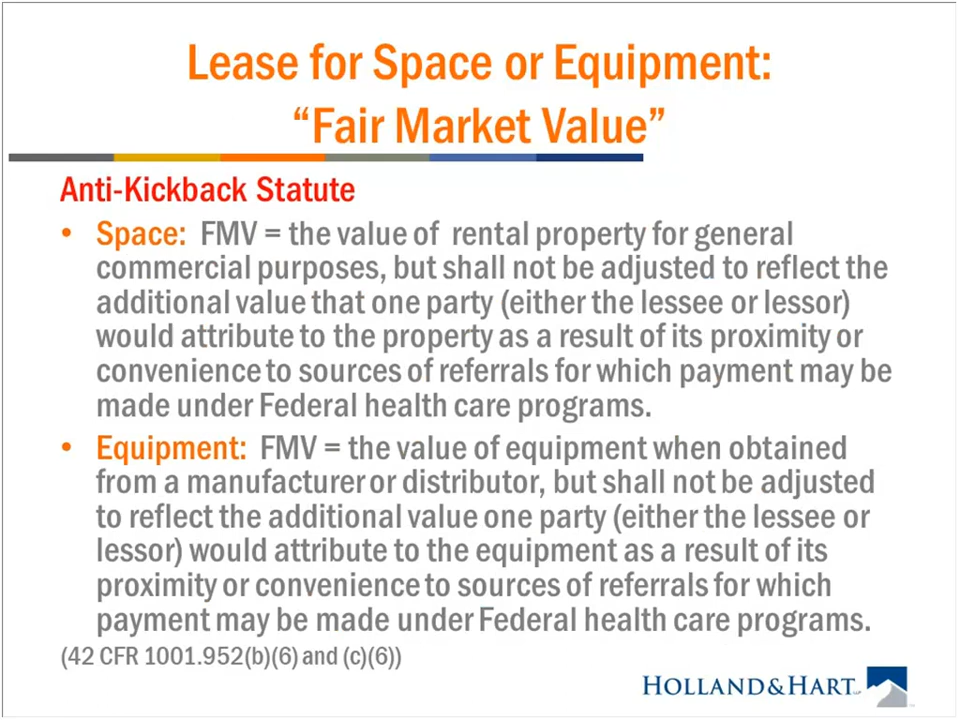 Lease for Space or Equipment:
“Fair Market Value”
Anti-Kickback Statute
• Space: FMV = the value of rental property for general
commercial purposes, but shall not be adjusted to reflect the
additional value that one party (either the lessee or lessor)
would attribute to the property as a result of its proximity or
convenience to sources of referrals for which payment may be
made under Federal health care programs.
• Equipment: FMV = the value of equipment when obtained
from a manufacturer or distributor, but shall not be adjusted
to reflect the additional value one party (either the lessee or
lessor) would attribute to the equipment as a result of its
proximity or convenience to sources of referrals for which
payment may be made under Federal health care programs.
(42 CFR 1001.952(b)(6) and (c)(6))
HOLLAND&HART LLP